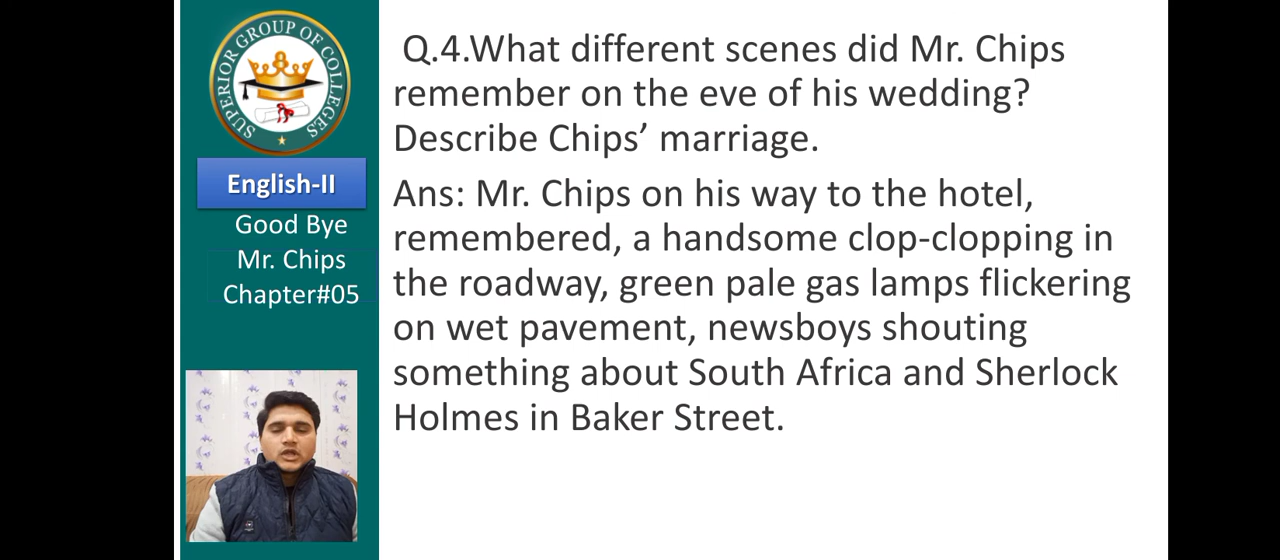 SUPERIOR GROUP OF COLLEGES
English-II
Good Bye
Mr. Chips
Chapter#05
Q.4.What different scenes did Mr. Chips
remember on the eve of his wedding?
Describe Chips’ marriage.
Ans: Mr. Chips on his way to the hotel,
remembered, a handsome clop-clopping in
the roadway, green pale gas lamps flickering
on wet pavement, newsboys shouting
something about South Africa and Sherlock
Holmes in Baker Street.